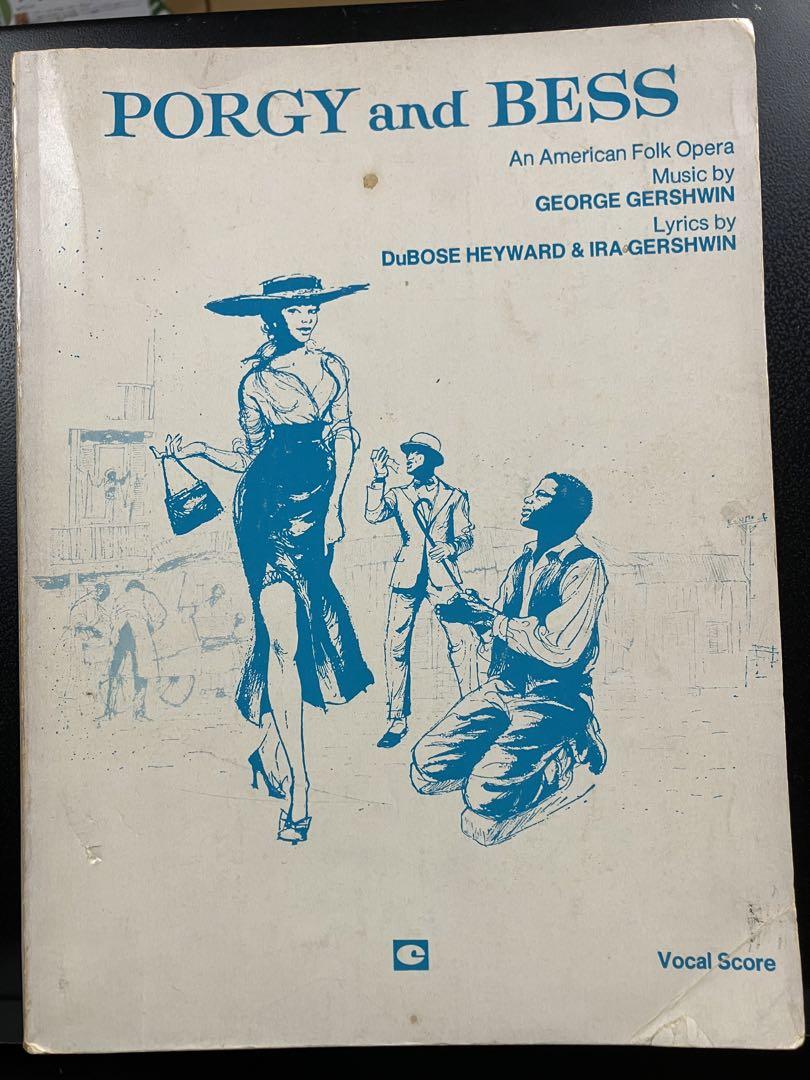 PORGY and BESS
An American Folk Opera
Music by
GEORGE GERSHWIN
Lyrics by
DuBOSE HEYWARD & IRA GERSHWIN
C
Vocal Score